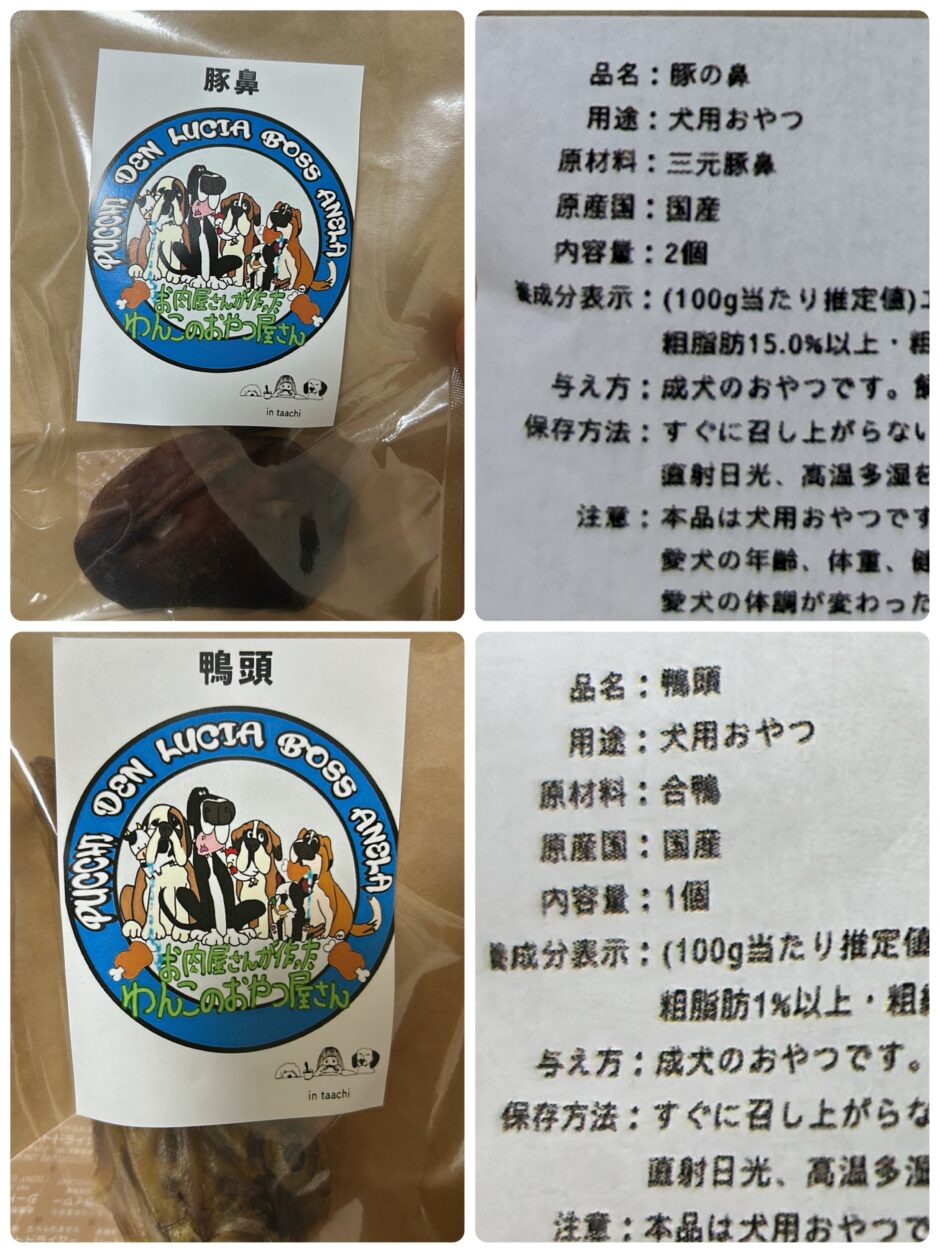 豚鼻
PUCCHI DEN LUCIA BOSS ANELA
お肉屋さんが作った
わんこのおやつ屋さん
in taachi
品名：豚の鼻
用途：犬用おやつ
原材料：三元豚鼻
原産国：国産
内容量：2個
養成分表示：(100g当たり推定値)エ
粗脂肪15.0%以上・粗
与え方：成犬のおやつです。
保存方法：すぐに召し上がらない
直射日光、高温多湿を
注意：本品は犬用おやつです
愛犬の年齢、体重、健
愛犬の体調が変わった
鴨頭
PUCCHI DEN LUCIA BOSS ANELA
お肉屋さんが作った
わんこのおやつ屋さん
in taachi
品名：鴨頭
用途：犬用おやつ
原材料：合鴨
原産国：国産
内容量：1個
養成分表示：(100g当たり推定値
粗脂肪1%以上・粗
与え方：成犬のおやつです。
保存方法：すぐに召し上がらな
直射日光、高温多湿
注意：本品は犬用おやつで